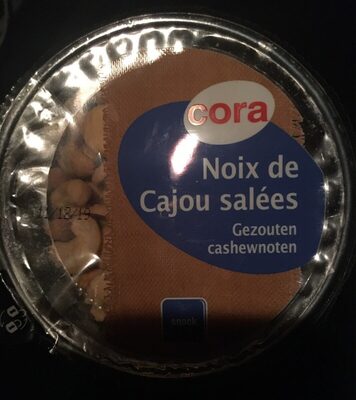 cora
Noix de
Cajou salées
Gezouten
cashewnoten
snack